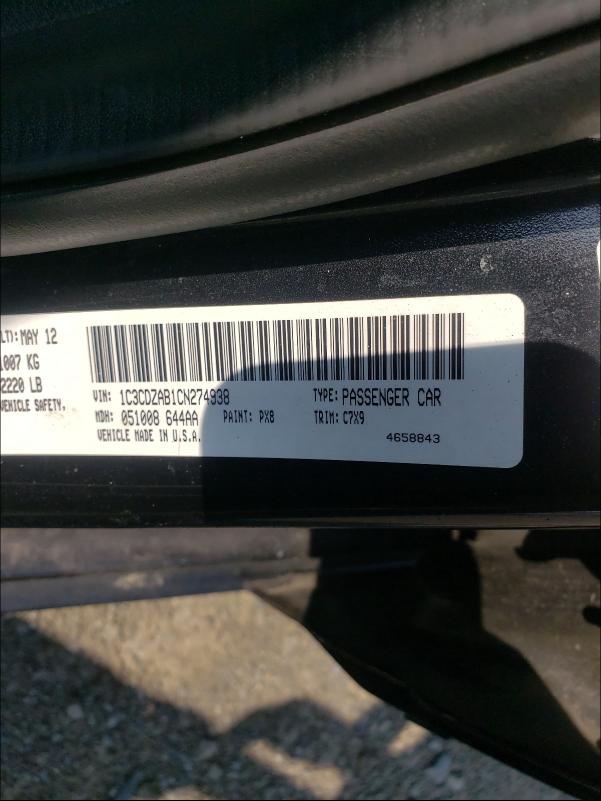 LT): MAY 12
1007 KG
2220 LB
VEHICLE SAFETY,
VIN: 1C3CDZAB1CN274938 TYPE: PASSENGER CAR
MDH: 051008 644AA PAINT: PX8 TRIM: C7X9
VEHICLE MADE IN U.S.A. 4658843